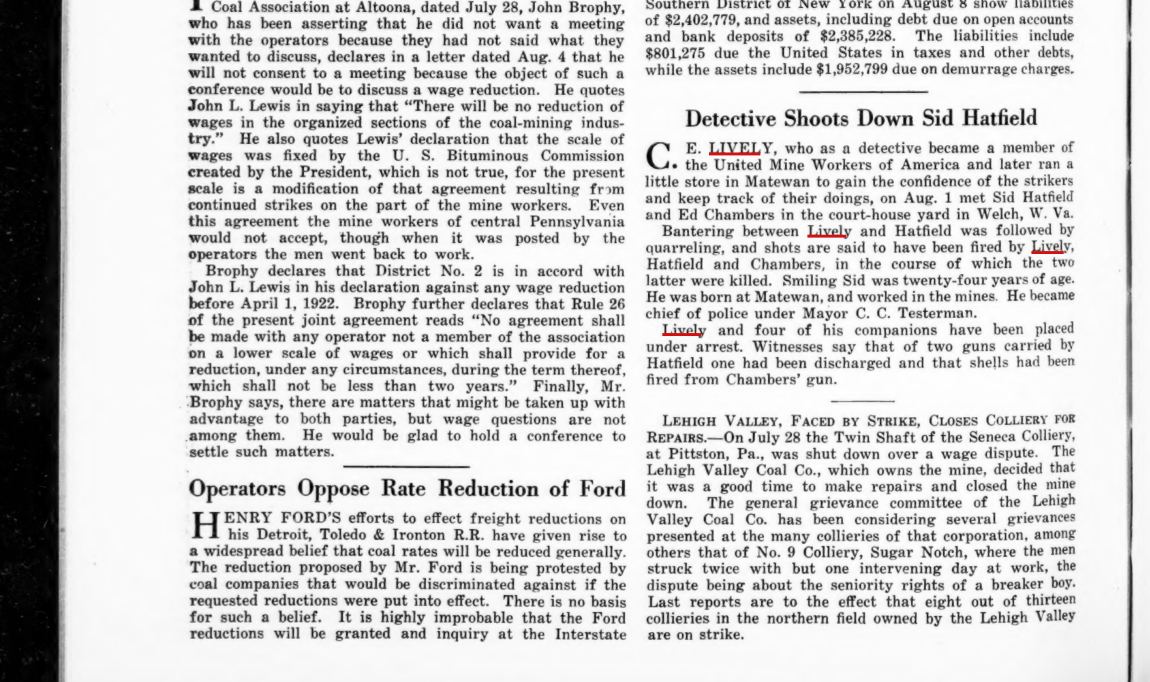 Coal Association at Altoona, dated July 28, John Brophy,
who has been asserting that he did not want a meeting
with the operators because they had not said what they
wanted to discuss, declares in a letter dated Aug. 4 that he
will not consent to a meeting because the object of such a
conference would be to discuss a wage reduction. He quotes
John L. Lewis in saying that “There will be no reduction of
wages in the organized sections of the coal-mining indus-
try.” He also quotes Lewis’ declaration that the scale of
wages was fixed by the U. S. Bituminous Commission
created by the President, which is not true, for the present
scale is a modification of that agreement resulting from
continued strikes on the part of the mine workers. Even
this agreement the mine workers of central Pennsylvania
would not accept, though when it was posted by the
operators the men went back to work.
Brophy declares that District No. 2 is in accord with
John L. Lewis in his declaration against any wage reduction
before April 1, 1922. Brophy further declares that Rule 26
of the present joint agreement reads “No agreement shall
be made with any operator not a member of the association
on a lower scale of wages or which shall provide for a
reduction, under any circumstances, during the term thereof,
which shall not be less than two years.” Finally, Mr.
Brophy says, there are matters that might be taken up with
advantage to both parties, but wage questions are not
among them. He would be glad to hold a conference to
settle such matters.
Operators Oppose Rate Reduction of Ford
HENRY FORD’S efforts to effect freight reductions on
his Detroit, Toledo & Ironton R.R. have given rise to
a widespread belief that coal rates will be reduced generally.
The reduction proposed by Mr. Ford is being protested by
coal companies that would be discriminated against if the
requested reductions were put into effect. There is no basis
for such a belief. It is highly improbable that the Ford
reductions will be granted and inquiry at the Interstate
Southern District of New York on August 8 show liabilities
of $2,402,779, and assets, including debt due on open accounts
and bank deposits of $2,385,228. The liabilities include
$801,275 due the United States in taxes and other debts,
while the assets include $1,952,799 due on demurrage charges.
Detective Shoots Down Sid Hatfield
C. E. LIVELY, who as a detective became a member of
the United Mine Workers of America and later ran a
little store in Matewan to gain the confidence of the strikers
and keep track of their doings, on Aug. 1 met Sid Hatfield
and Ed Chambers in the court-house yard in Welch, W. Va.
Bantering between Lively and Hatfield was followed by
quarreling, and shots are said to have been fired by Lively,
Hatfield and Chambers, in the course of which the two
latter were killed. Smiling Sid was twenty-four years of age.
He was born at Matewan, and worked in the mines. He became
chief of police under Mayor C. C. Testerman.
Lively and four of his companions have been placed
under arrest. Witnesses say that of two guns carried by
Hatfield one had been discharged and that shells had been
fired from Chambers’ gun.
LEHIGH VALLEY, FACED BY STRIKE, CLOSES COLLIERY FOR
REPAIRS.—On July 28 the Twin Shaft of the Seneca Colliery,
at Pittston, Pa., was shut down over a wage dispute. The
Lehigh Valley Coal Co., which owns the mine, decided that
it was a good time to make repairs and closed the mine
down. The general grievance committee of the Lehigh
Valley Coal Co. has been considering several grievances
presented at the many collieries of that corporation, among
others that of No. 9 Colliery, Sugar Notch, where the men
struck twice with but one intervening day at work, the
dispute being about the seniority rights of a breaker boy.
Last reports are to the effect that eight out of thirteen
collieries in the northern field owned by the Lehigh Valley
are on strike.